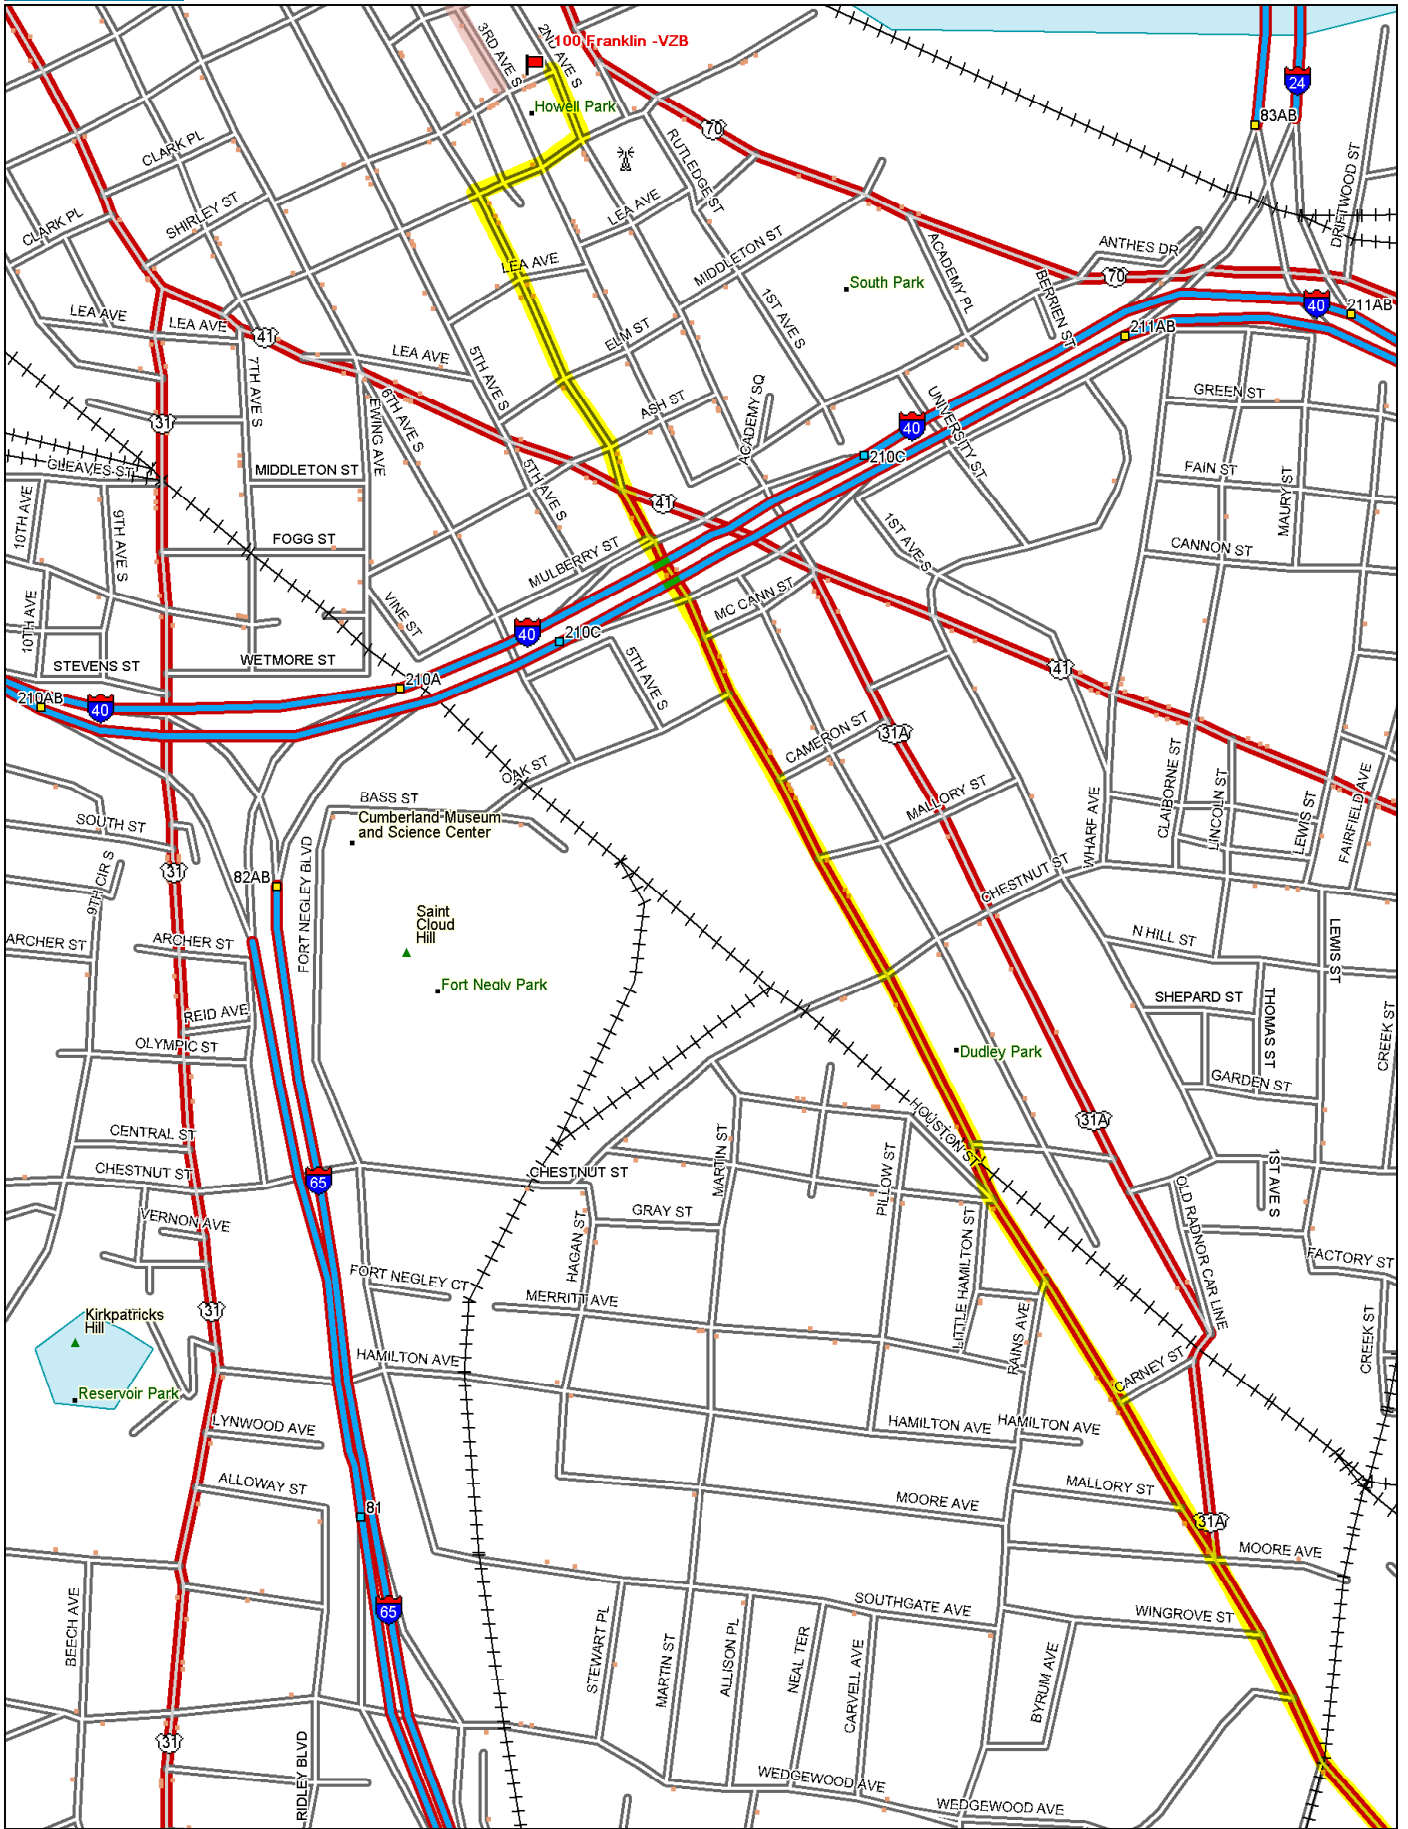 100 Franklin -VZB
3RD AVE S
2ND AVE S
24
83AB
Howell Park
70
CLARK PL
RUTLEDGE ST
DRIFTWOOD ST
SHIRLEY ST
LEA AVE
CLARK PL
MIDDLETON ST
ACADEMY PL
ANTHES DR
LEA AVE
70
South Park
BERRIEN ST
40
211AB
1ST AVE S
LEA AVE
LEA AVE
41
ELM ST
211AB
LEA AVE
5TH AVE S
7TH AVE S
EWING AVE
6TH AVE S
ASH ST
ACADEMY SQ
UNIVERSITY ST
GREEN ST
31
40
210C
GLEAVES ST
MIDDLETON ST
5TH AVE S
FAIN ST
MAURY ST
10TH AVE
9TH AVE S
41
1ST AVE S
FOGG ST
CANNON ST
MULBERRY ST
10TH AVE
VINE ST
MC CANN ST
40
210C
STEVENS ST
WETMORE ST
5TH AVE S
41
210A
210AB
40
CAMERON ST
31A
OAK ST
CLAIBORNE ST
LINCOLN ST
FAIRFIELD AVE
BASS ST
MALLORY ST
WHARF AVE
LEWIS ST
Cumberland Museum
and Science Center
SOUTH ST
FORT NEGLEY BLVD
9TH CIR S
31
82AB
CHESTNUT ST
Saint
Cloud
Hill
ARCHER ST
ARCHER ST
N HILL ST
LEWIS ST
Fort Negly Park
SHEPARD ST
THOMAS ST
REID AVE
OLYMPIC ST
Dudley Park
CREEK ST
GARDEN ST
HOUSTON ST
31A
CENTRAL ST
MARTIN ST
PILLOW ST
CHESTNUT ST
CHESTNUT ST
65
OLD RADNOR CAR LINE
1ST AVE S
VERNON AVE
GRAY ST
HAGAN ST
LITTLE HAMILTON ST
FACTORY ST
FORT NEGLEY CT
MERRITT AVE
31
Kirkpatricks
Hill
RAINS AVE
CREEK ST
HAMILTON AVE
CARNEY ST
Reservoir Park
LYNWOOD AVE
HAMILTON AVE
HAMILTON AVE
ALLOWAY ST
MALLORY ST
81
MOORE AVE
31A
MOORE AVE
65
BEECH AVE
STEWART PL
MARTIN ST
ALLISON PL
NEAL TER
CARVELL AVE
SOUTHGATE AVE
WINGROVE ST
BYRUM AVE
31
RIDLEY BLVD
WEDGEWOOD AVE
WEDGEWOOD AVE